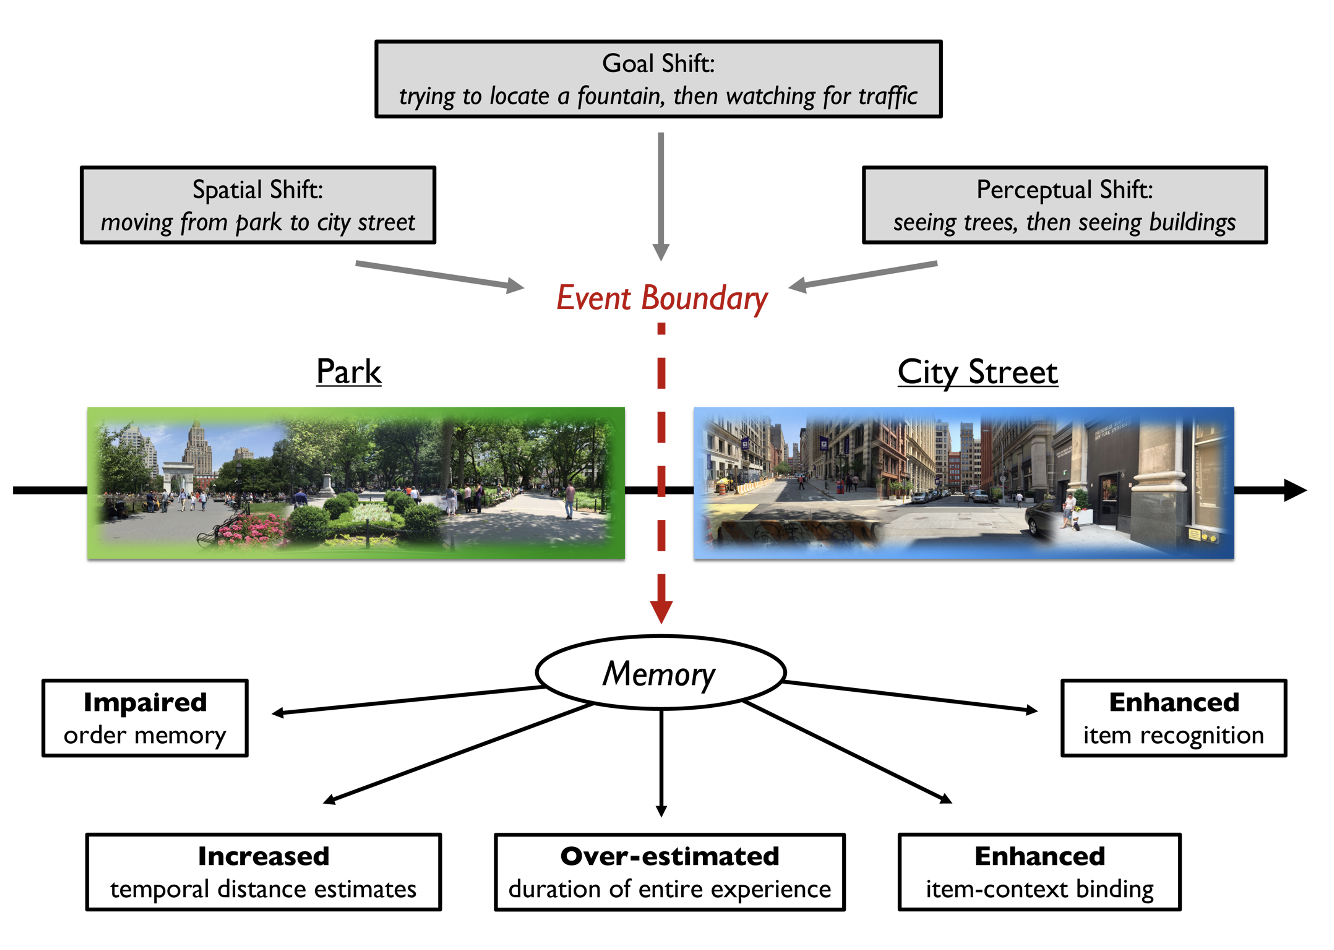 Goal Shift:
trying to locate a fountain, then watching for traffic
Spatial Shift:
moving from park to city street
Perceptual Shift:
seeing trees, then seeing buildings
Event Boundary
Park
City Street
Memory
Impaired
order memory
Enhanced
item recognition
Increased
temporal distance estimates
Over-estimated
duration of entire experience
Enhanced
item-context binding